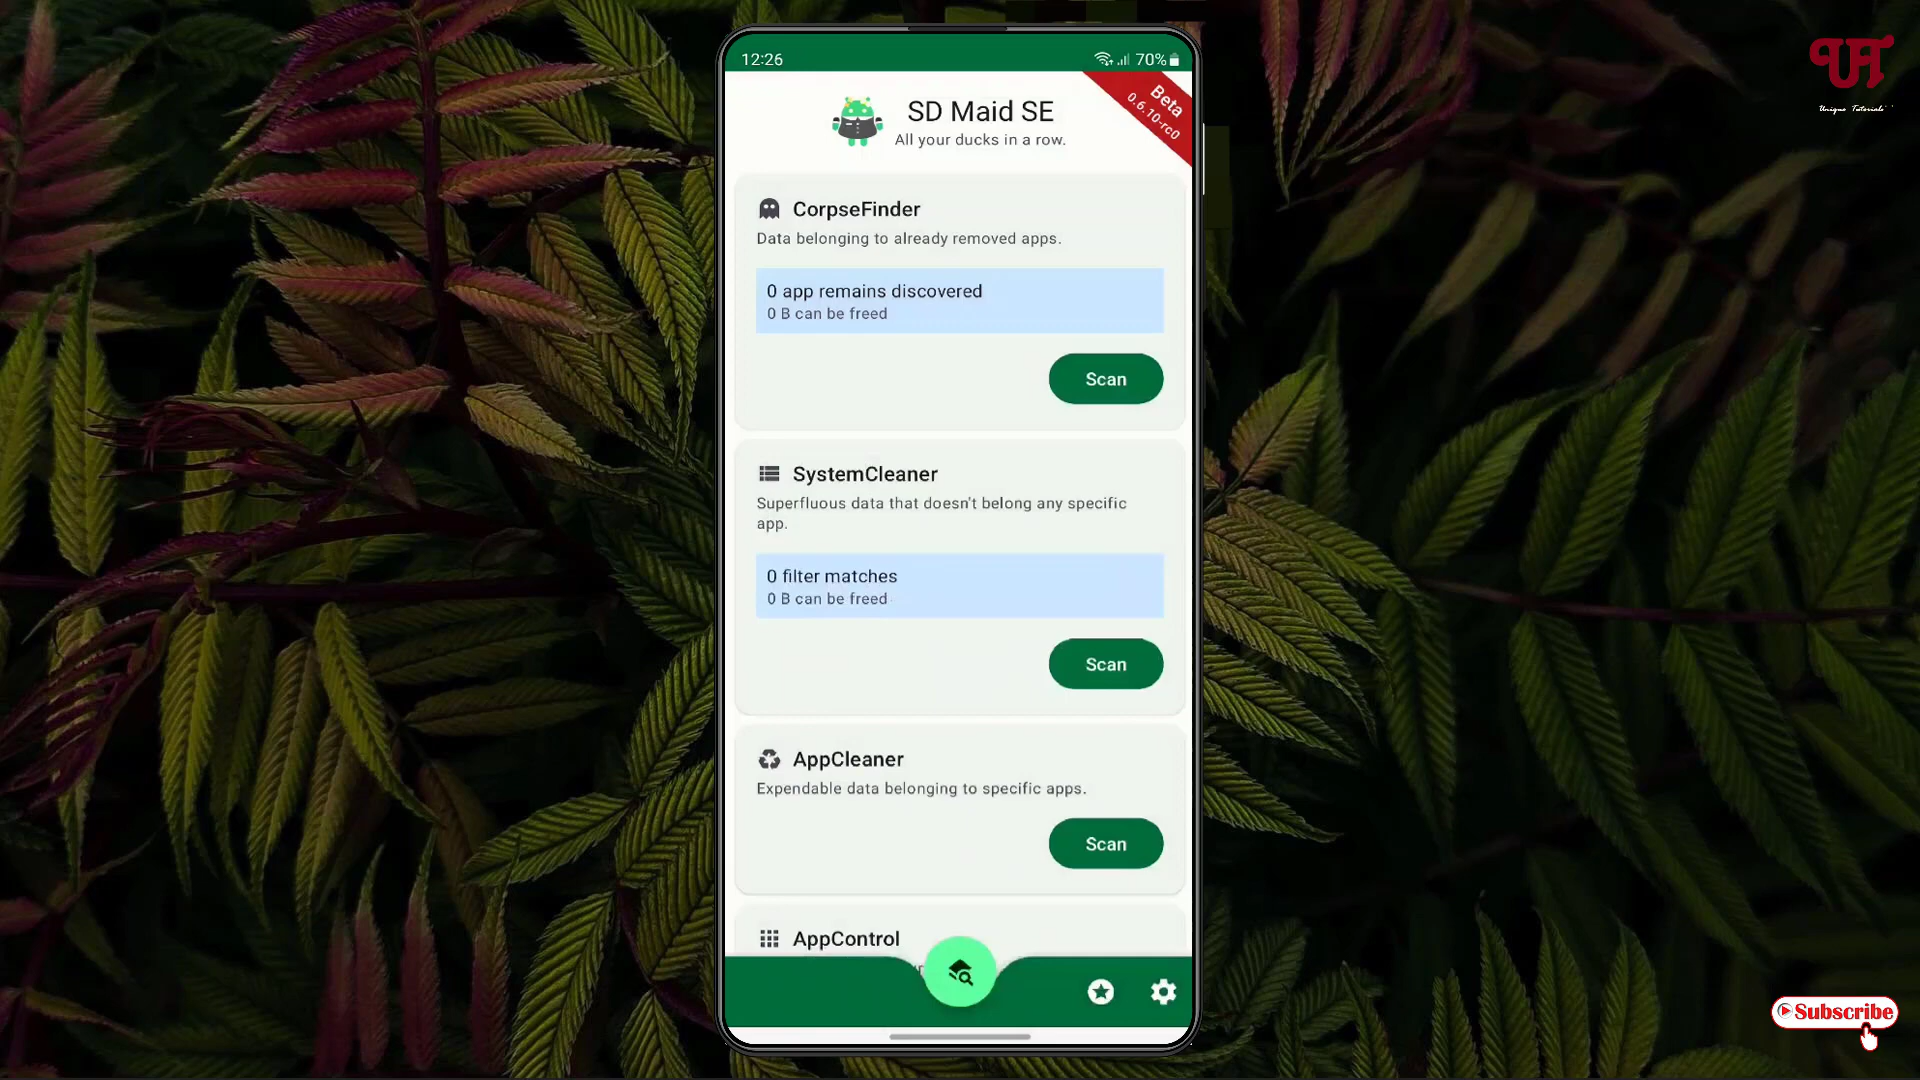 12:26
70%
SD Maid SE
All your ducks in a row.
Beta
0.6.10-rc0
CorpseFinder
Data belonging to already removed apps.
0 app remains discovered
0 B can be freed
Scan
SystemCleaner
Superfluous data that doesn't belong any specific
app.
0 filter matches
0 B can be freed
Scan
AppCleaner
Expendable data belonging to specific apps.
Scan
AppControl
UT
Unique Tutorials
Subscribe